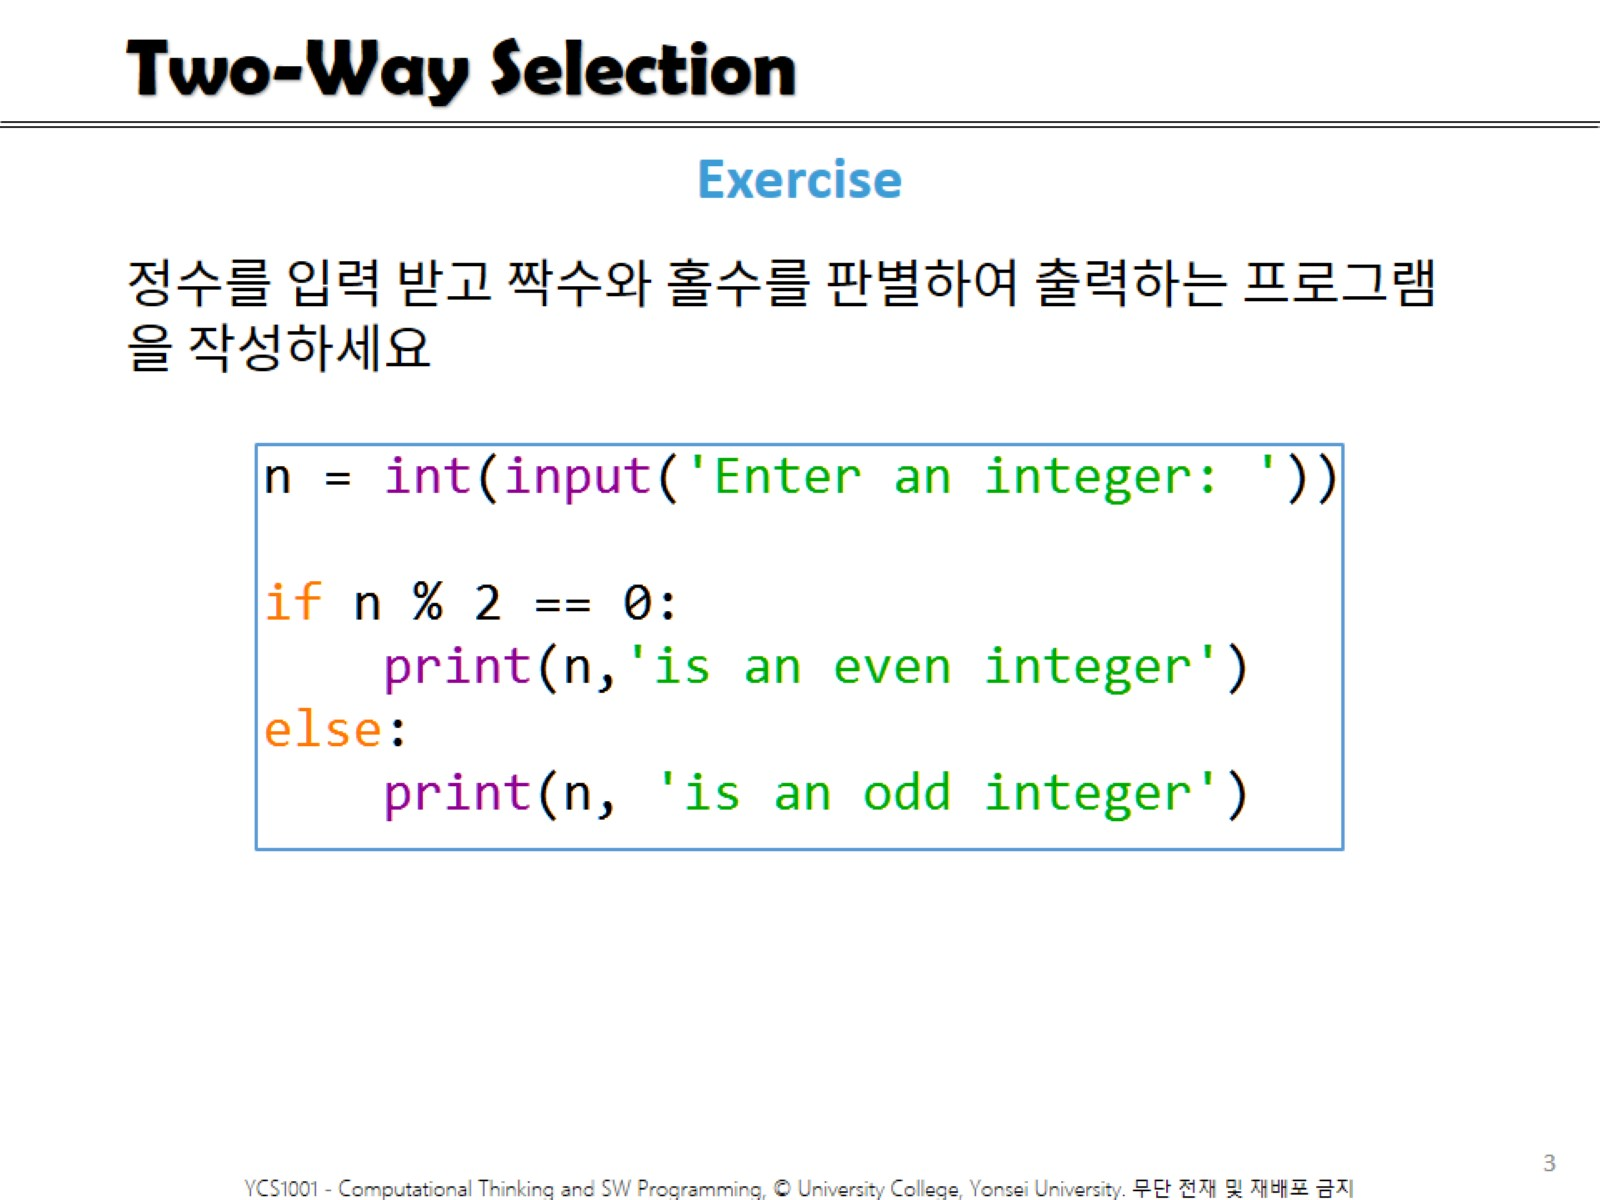 Two-Way Selection
Exercise
정수를 입력 받고 짝수와 홀수를 판별하여 출력하는 프로그램
을 작성하세요
n = int(input('Enter an integer: '))
if n % 2 == 0:
    print(n,'is an even integer')
else:
    print(n, 'is an odd integer')
3
YCS1001 - Computational Thinking and SW Programming, © University College, Yonsei University. 무단 전재 및 재배포 금지